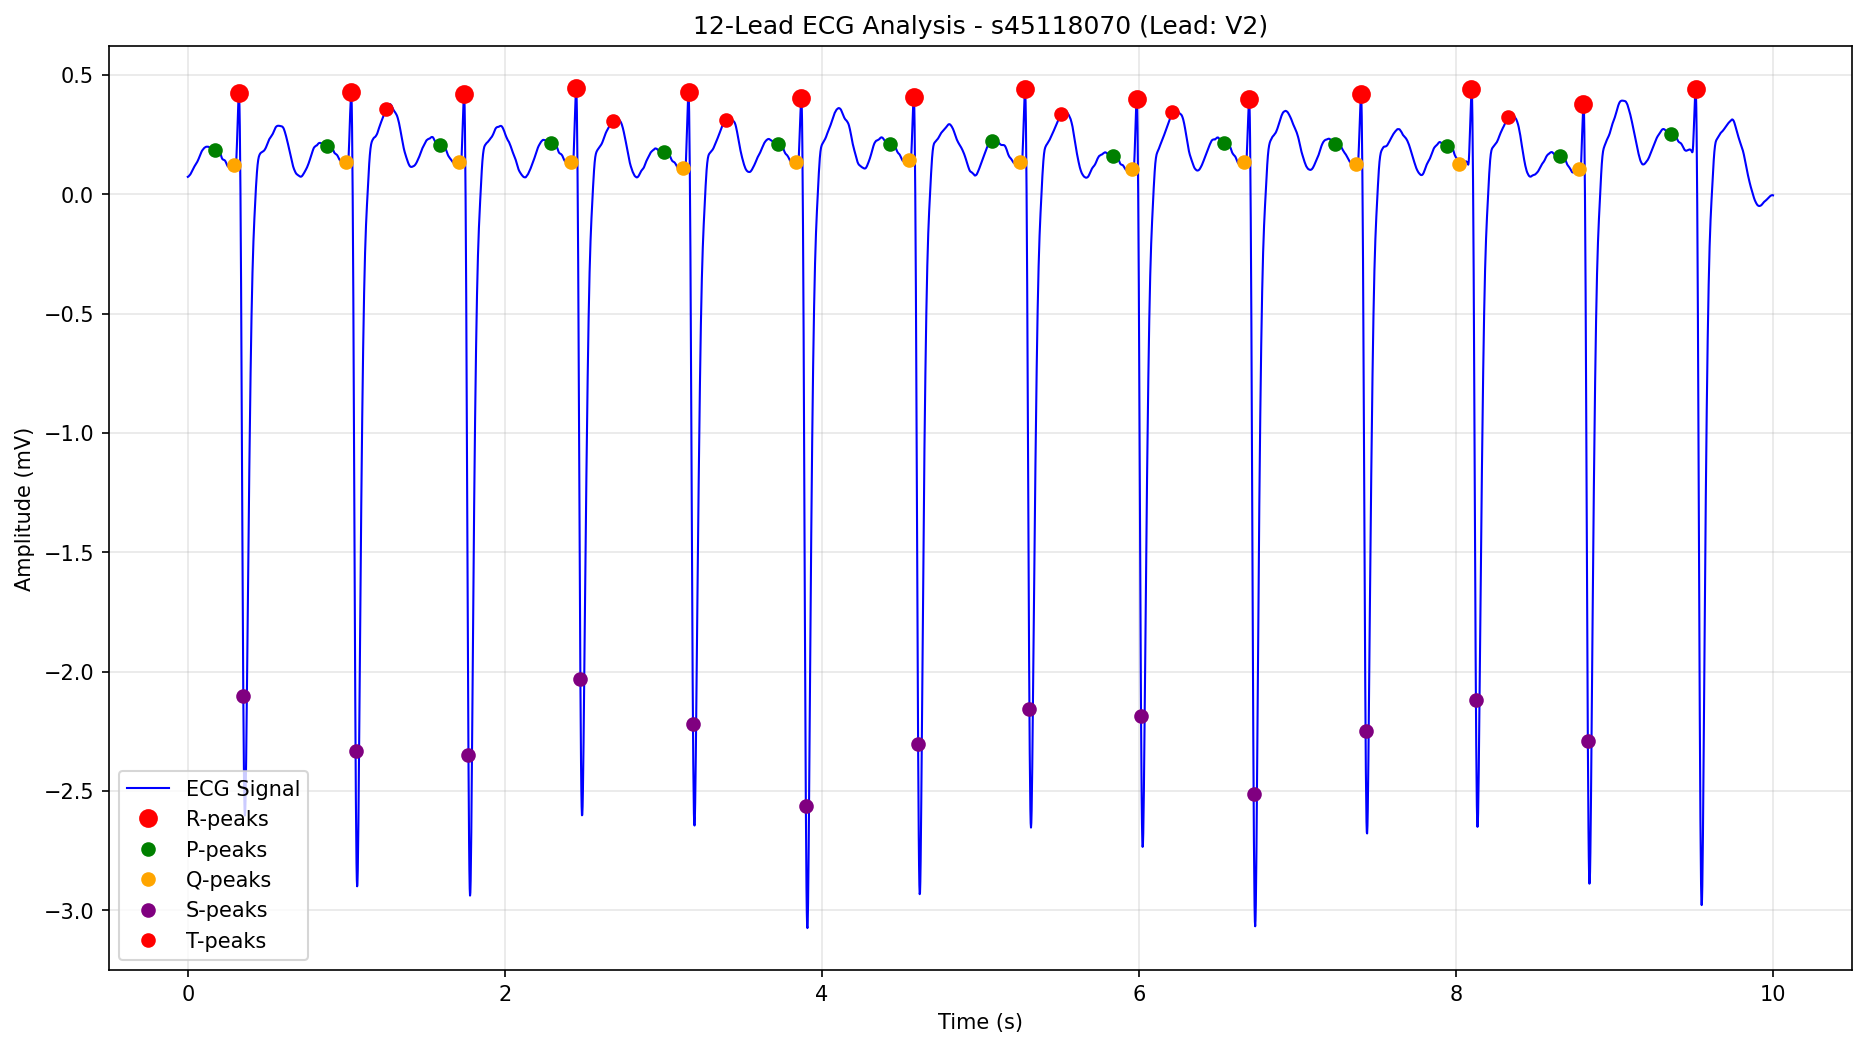 12-Lead ECG Analysis - s45118070 (Lead: V2)
Amplitude (mV)
0.5
0.0
−0.5
−1.0
−1.5
−2.0
−2.5
−3.0
ECG Signal
R-peaks
P-peaks
Q-peaks
S-peaks
T-peaks
0 2 4 6 8 10
Time (s)